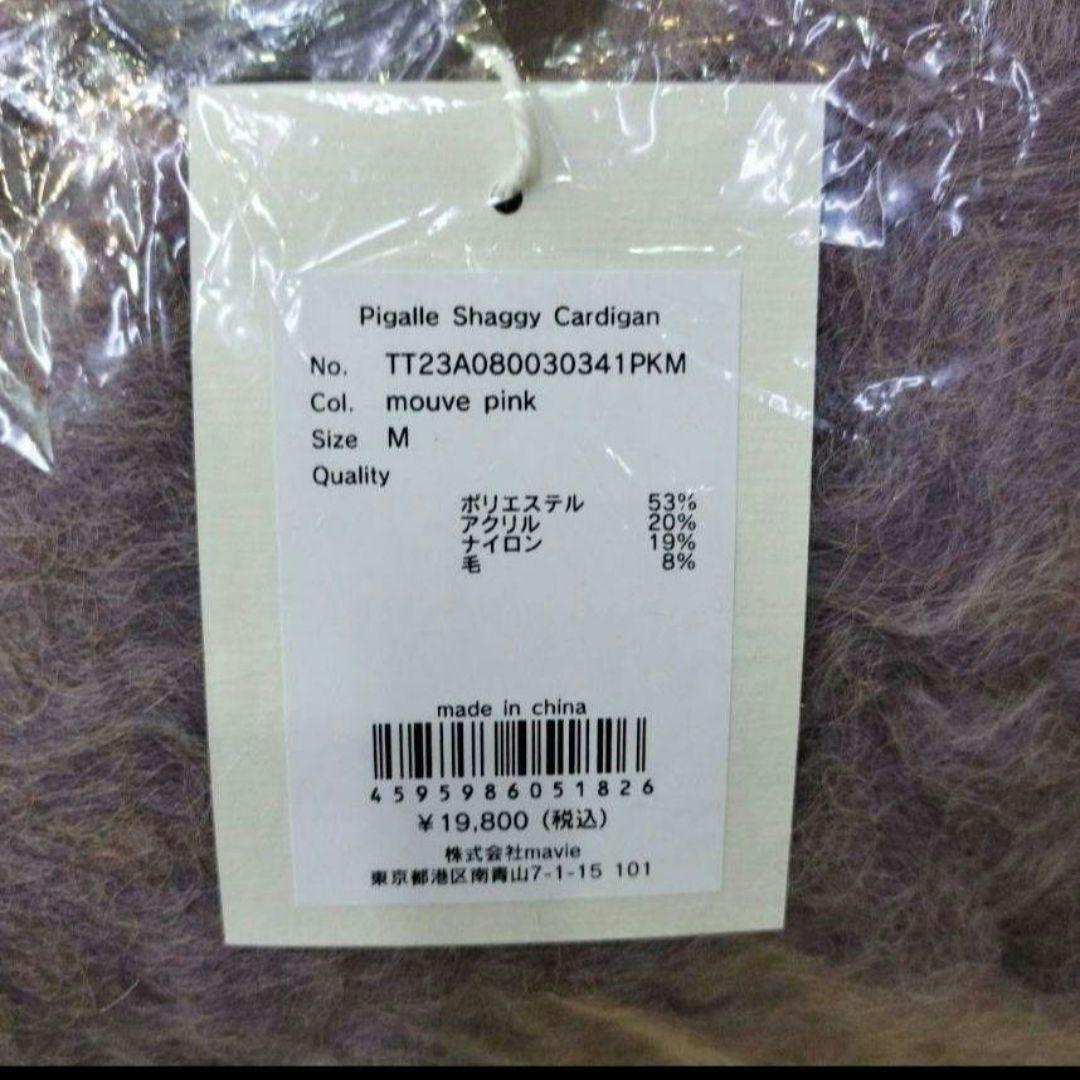 Pigalle Shaggy Cardigan
No. TT23A080030341PKM
Col. mouve pink
Size M
Quality
ポリエステル 53%
アクリル 20%
ナイロン 19%
毛 8%
made in china
4595986051826
¥19,800（税込）
株式会社mavie
東京都港区南青山7-1-15 101